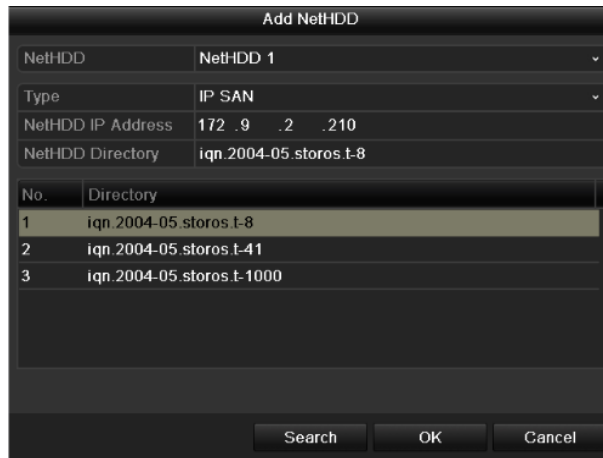 Add NetHDD
NetHDD NetHDD 1
Type IP SAN
NetHDD IP Address 172 .9 .2 .210
NetHDD Directory iqn.2004-05.storos.t-8
No. Directory
1 iqn.2004-05.storos.t-8
2 iqn.2004-05.storos.t-41
3 iqn.2004-05.storos.t-1000
Search OK Cancel